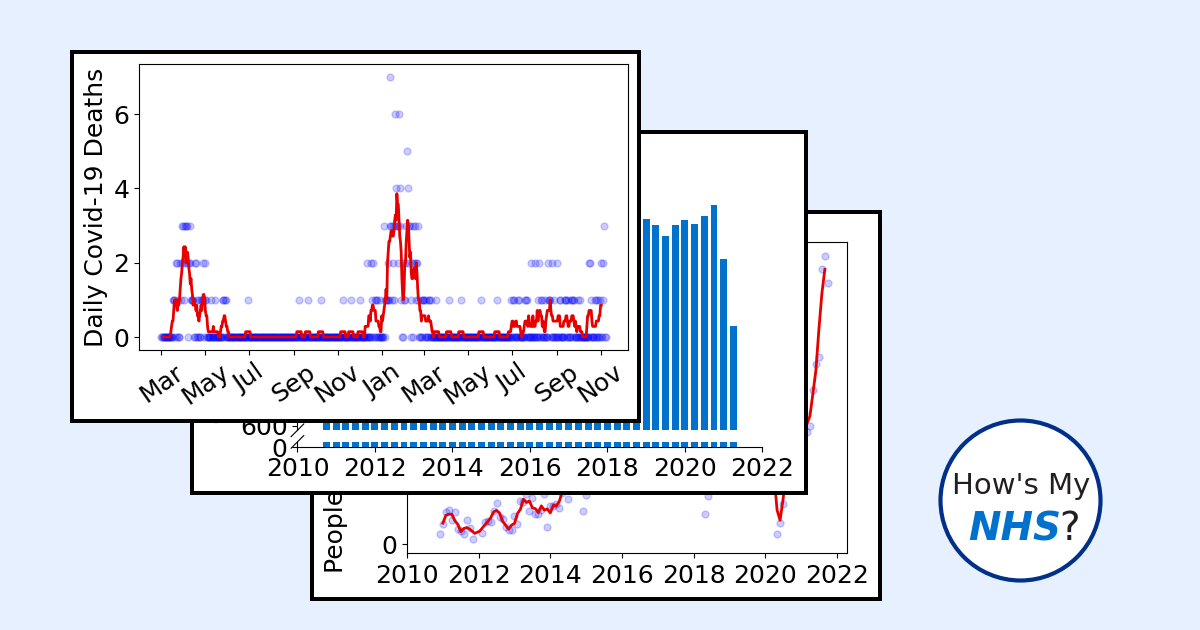 Daily Covid-19 Deaths
6
4
2
0
Mar May Jul Sep Nov Jan Mar May Jul Sep Nov
600
0
2010 2012 2014 2016 2018 2020 2022
People
0
2010 2012 2014 2016 2018 2020 2022
How's My
NHS?